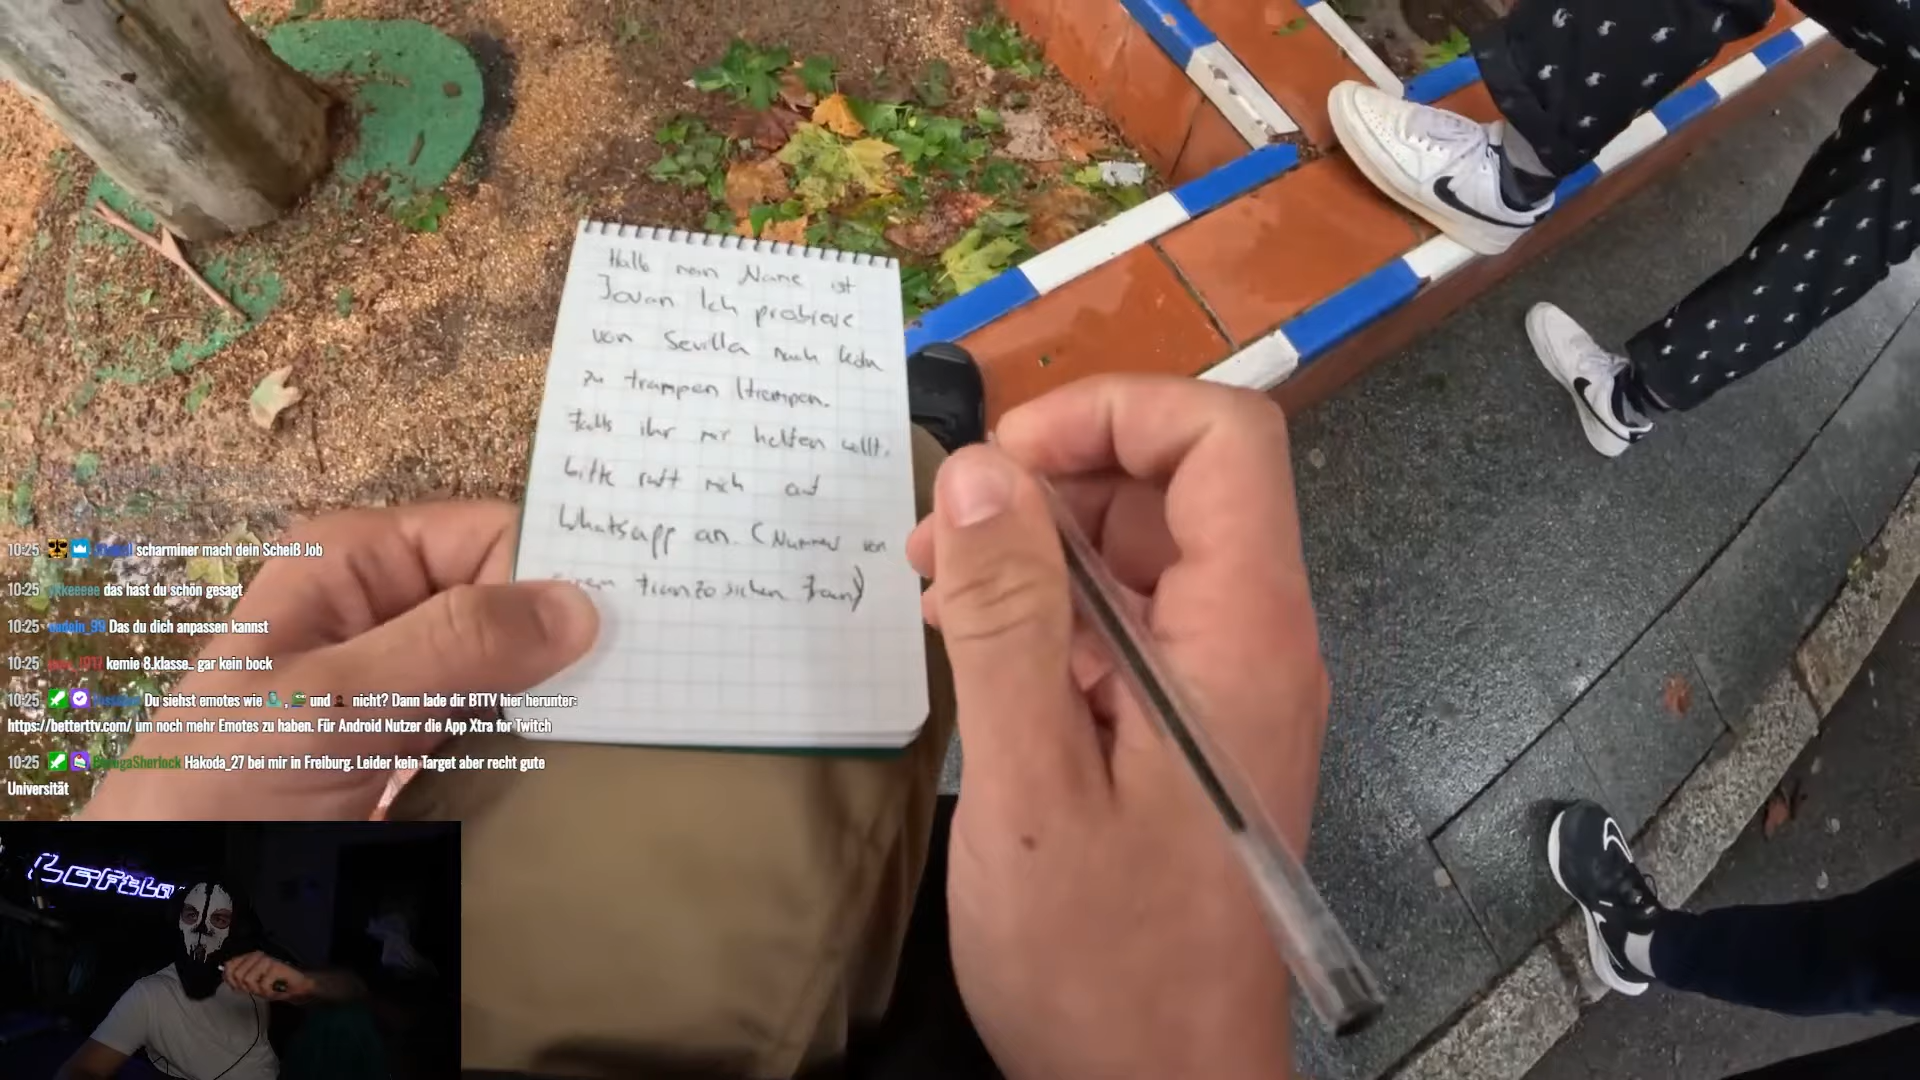 Hallo mein Name ist
Jovan Ich probiere
von Sevilla nach Köln
zu trampen
Falls ihr mir helfen wollt,
bitte ruft mich auf
Whatsapp an. (Nummer von
französichen Fan)
10:25 scharminer mach dein Scheiß Job
10:25 das hast du schön gesagt
10:25 Das du dich anpassen kannst
10:25 kemie 8.klasse.. gar kein bock
10:25 Du siehst emotes wie , und nicht? Dann lade dir BTTV hier herunter:
https://betterttv.com/ um noch mehr Emotes zu haben. Für Android Nutzer die App Xtra for Twitch
10:25 Hakoda_27 bei mir in Freiburg. Leider kein Target aber recht gute
Universität